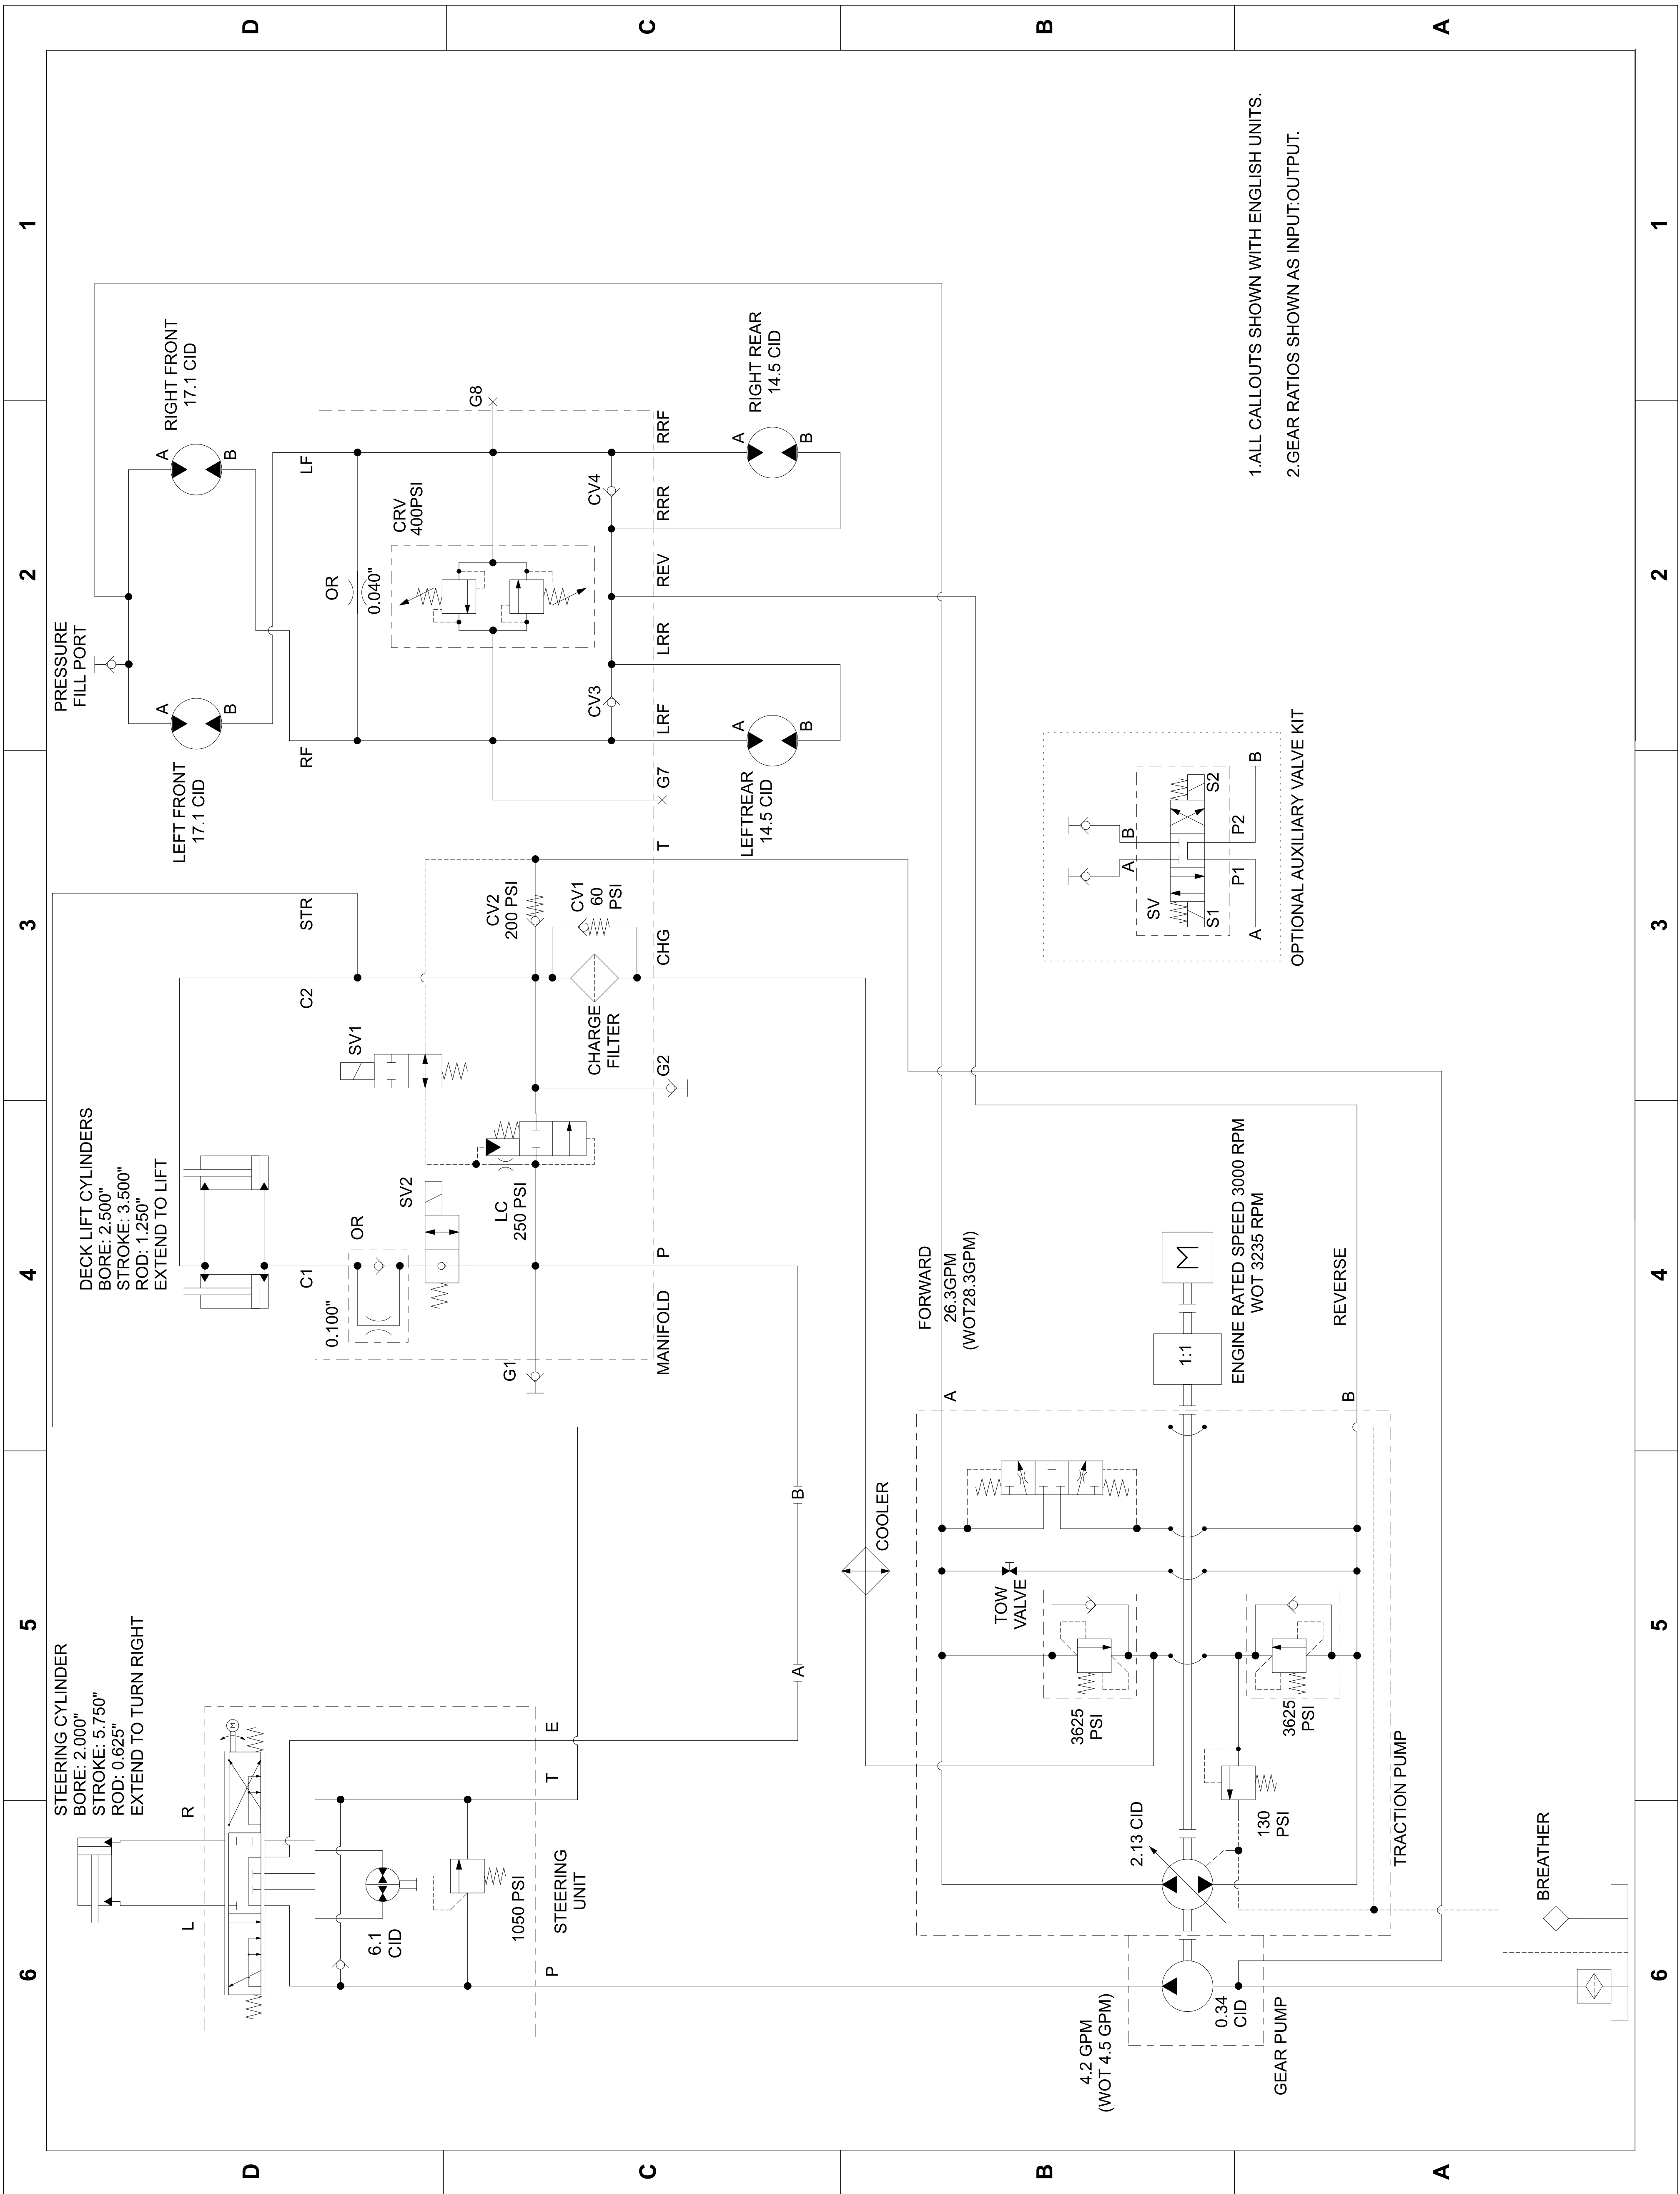 6
5
4
3
2
1
D
D
STEERING CYLINDER
BORE: 2.000"
STROKE: 5.750"
ROD: 0.625"
EXTEND TO TURN RIGHT
L
R
M
6.1
CID
1050 PSI
STEERING
UNIT
P
T
E
DECK LIFT CYLINDERS
BORE: 2.500"
STROKE: 3.500"
ROD: 1.250"
EXTEND TO LIFT
C1
C2
STR
0.100"
OR
SV1
SV2
LC
250 PSI
G1
MANIFOLD
P
G2
CHARGE
FILTER
CHG
CV2
200 PSI
CV1
60
PSI
T
PRESSURE
FILL PORT
LEFT FRONT
17.1 CID
A
B
RIGHT FRONT
17.1 CID
A
B
RF
LF
OR
0.040"
CRV
400PSI
G8
CV3
CV4
G7
LRF
LRR
REV
RRR
RRF
LEFTREAR
14.5 CID
A
B
RIGHT REAR
14.5 CID
A
B
C
C
A
B
COOLER
4.2 GPM
(WOT 4.5 GPM)
0.34
CID
GEAR PUMP
2.13 CID
130
PSI
3625
PSI
3625
PSI
TOW
VALVE
TRACTION PUMP
A
B
FORWARD
26.3GPM
(WOT28.3GPM)
1:1
M
ENGINE RATED SPEED 3000 RPM
WOT 3235 RPM
REVERSE
B
B
SV
A
B
S1
S2
P1
P2
A
B
OPTIONAL AUXILIARY VALVE KIT
1.ALL CALLOUTS SHOWN WITH ENGLISH UNITS.
2.GEAR RATIOS SHOWN AS INPUT:OUTPUT.
BREATHER
A
A
6
5
4
3
2
1